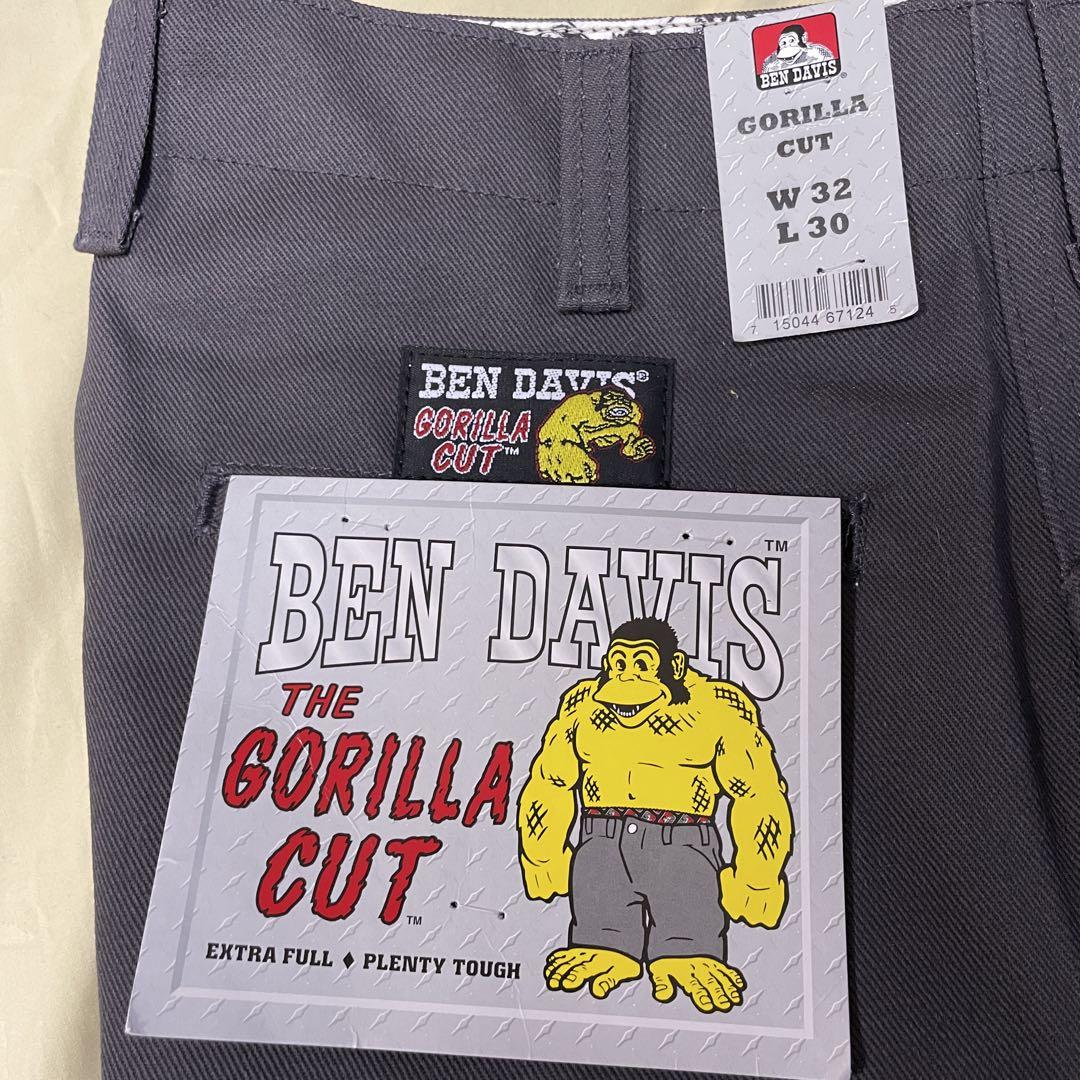 BEN DAVIS®
GORILLA
CUT
W 32
L 30
7 15044 67124 5
BEN DAVIS®
GORILLA
CUT™
BEN DAVIS™
THE
GORILLA
CUT™
EXTRA FULL ♦ PLENTY TOUGH